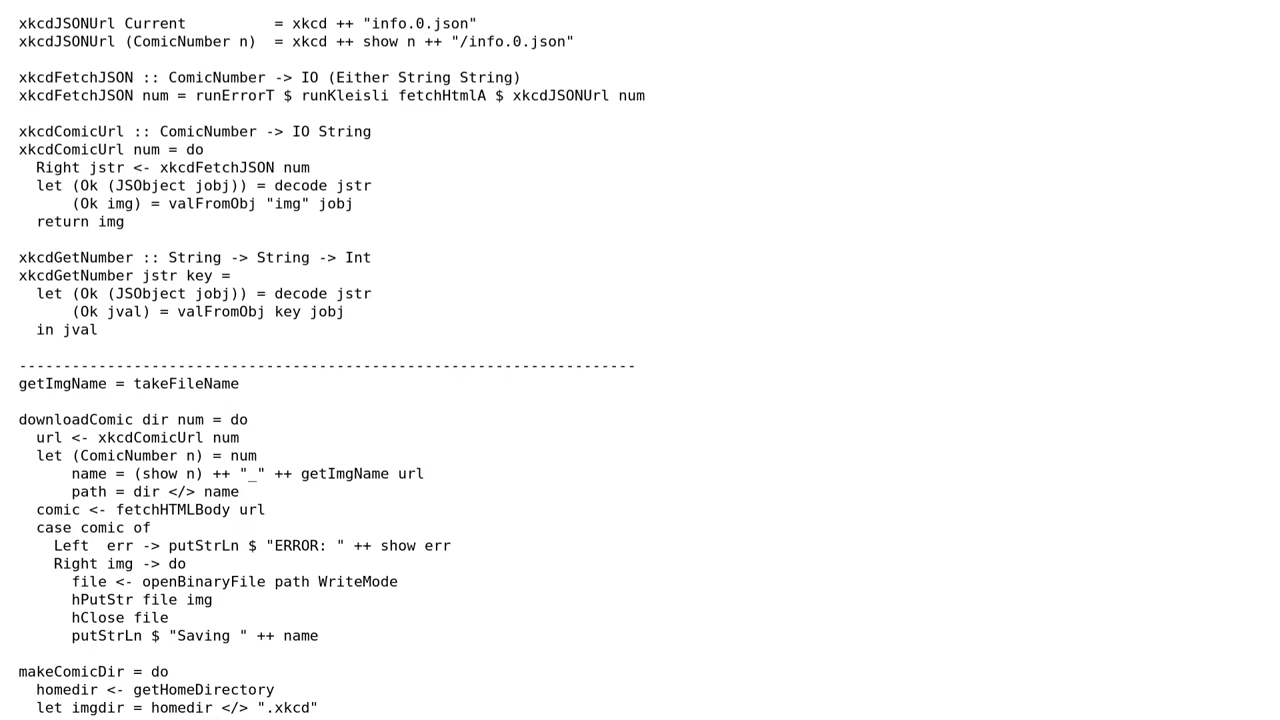 xkcdJSONUrl Current          = xkcd ++ "info.0.json"
xkcdJSONUrl (ComicNumber n)  = xkcd ++ show n ++ "/info.0.json"

xkcdFetchJSON :: ComicNumber -> IO (Either String String)
xkcdFetchJSON num = runErrorT $ runKleisli fetchHtmlA $ xkcdJSONUrl num

xkcdComicUrl :: ComicNumber -> IO String
xkcdComicUrl num = do
  Right jstr <- xkcdFetchJSON num
  let (Ok (JSObject jobj)) = decode jstr
      (Ok img) = valFromObj "img" jobj
  return img

xkcdGetNumber :: String -> String -> Int
xkcdGetNumber jstr key =
  let (Ok (JSObject jobj)) = decode jstr
      (Ok jval) = valFromObj key jobj
  in jval

----------------------------------------------------------------------
getImgName = takeFileName

downloadComic dir num = do
  url <- xkcdComicUrl num
  let (ComicNumber n) = num
      name = (show n) ++ "_" ++ getImgName url
      path = dir </> name
  comic <- fetchHTMLBody url
  case comic of
    Left  err -> putStrLn $ "ERROR: " ++ show err
    Right img -> do
      file <- openBinaryFile path WriteMode
      hPutStr file img
      hClose file
      putStrLn $ "Saving " ++ name

makeComicDir = do
  homedir <- getHomeDirectory
  let imgdir = homedir </> ".xkcd"